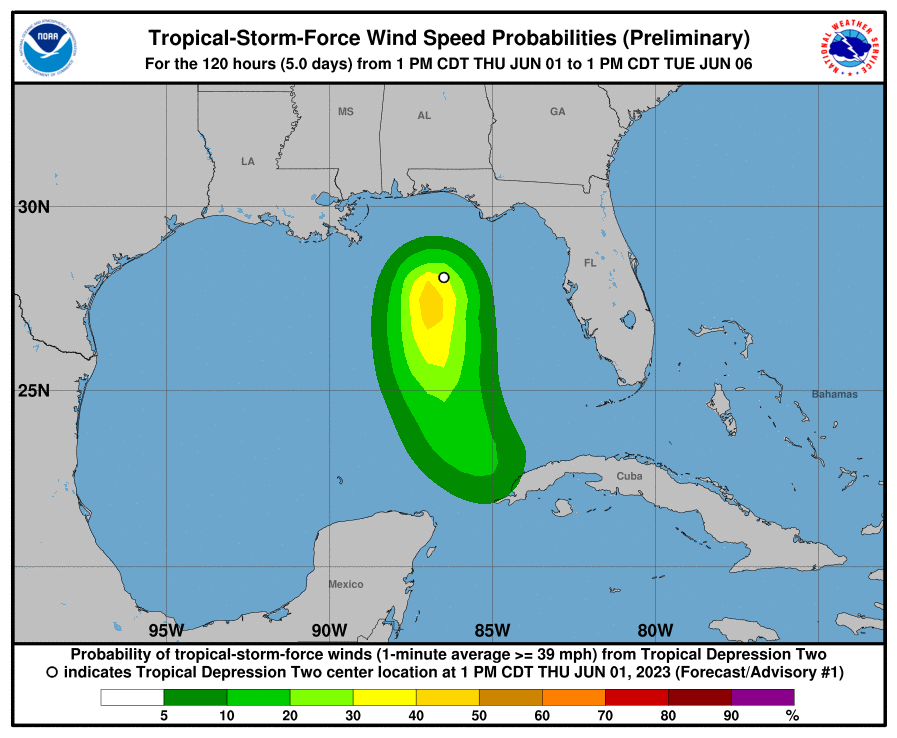 NOAA
Tropical-Storm-Force Wind Speed Probabilities (Preliminary)
For the 120 hours (5.0 days) from 1 PM CDT THU JUN 01 to 1 PM CDT TUE JUN 06
NATIONAL WEATHER SERVICE
MS
AL
GA
LA
30N
FL
25N
Bahamas
Cuba
Mexico
95W
90W
85W
80W
Probability of tropical-storm-force winds (1-minute average >= 39 mph) from Tropical Depression Two
indicates Tropical Depression Two center location at 1 PM CDT THU JUN 01, 2023 (Forecast/Advisory #1)
5 10 20 30 40 50 60 70 80 90 %